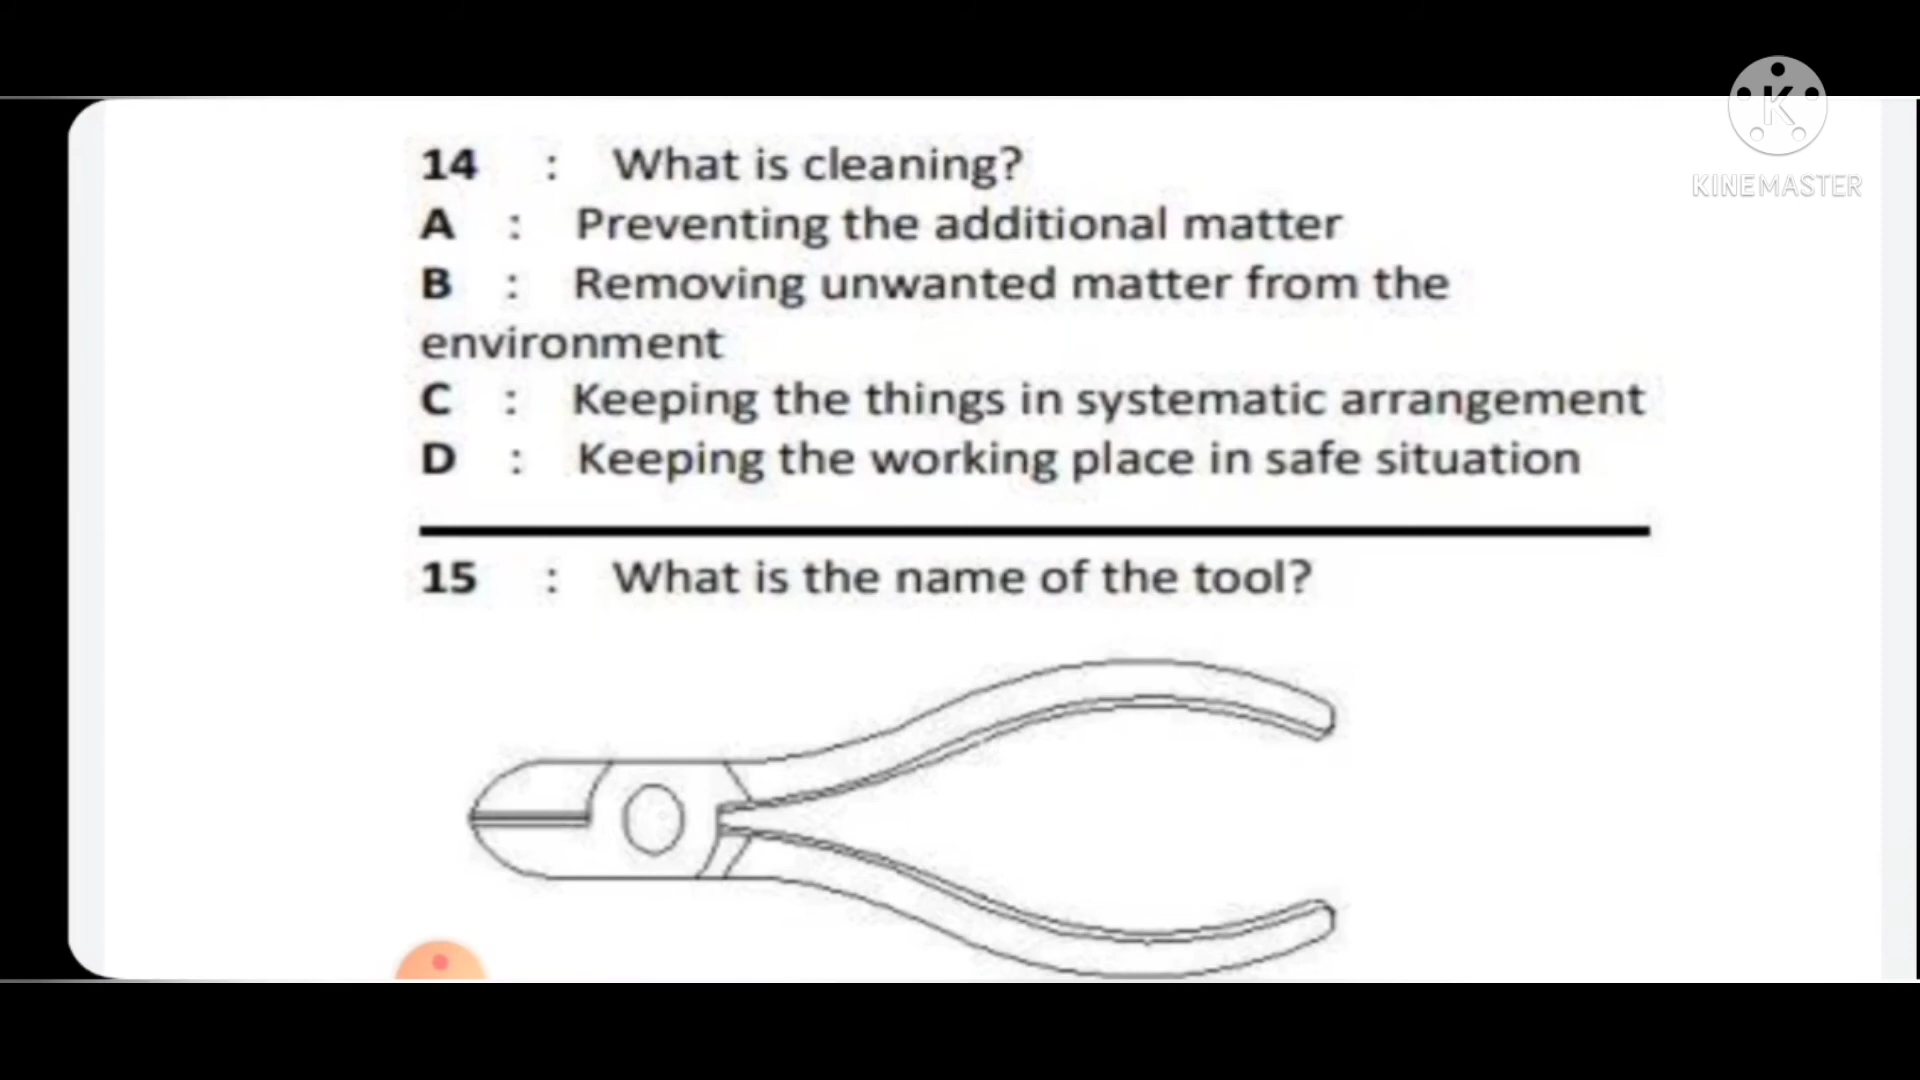 KINEMASTER
14 : What is cleaning?
A : Preventing the additional matter
B : Removing unwanted matter from the
environment
C : Keeping the things in systematic arrangement
D : Keeping the working place in safe situation
15 : What is the name of the tool?